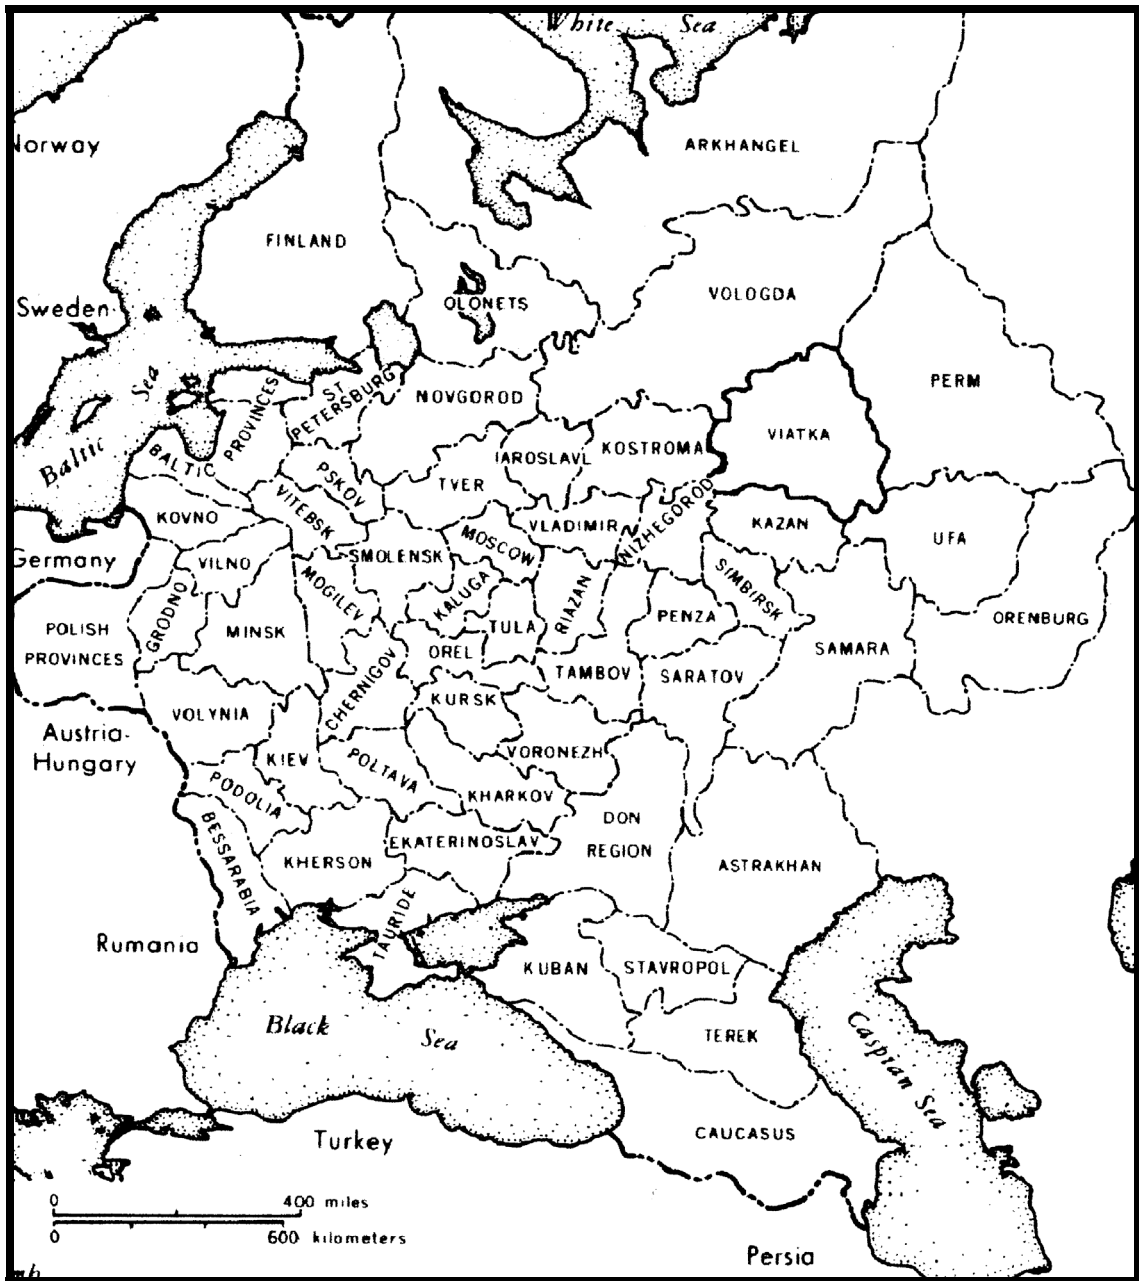 White Sea
Norway
ARKHANGEL
FINLAND
Sweden
OLONETS
VOLOGDA
Baltic Sea
BALTIC PROVINCES
ST PETERSBURG
NOVGOROD
PERM
IAROSLAVL
KOSTROMA
VIATKA
PSKOV
TVER
VITEBSK
KOVNO
VLADIMIR
NIZHEGOROD
KAZAN
MOSCOW
SMOLENSK
UFA
Germany
VILNO
MOGILEV
KALUGA
RIAZAN
SIMBIRSK
GRODNO
POLISH
PROVINCES
MINSK
TULA
PENZA
ORENBURG
OREL
SAMARA
CHERNIGOV
TAMBOV
SARATOV
KURSK
VOLYNIA
Austria-
Hungary
KIEV
VORONEZH
POLTAVA
PODOLIA
KHARKOV
DON
REGION
BESSARABIA
EKATERINOSLAV
KHERSON
ASTRAKHAN
TAURIDE
Rumania
KUBAN
STAVROPOL
Black Sea
TEREK
Caspian Sea
Turkey
CAUCASUS
0 400 miles
0 600 kilometers
Persia
mb